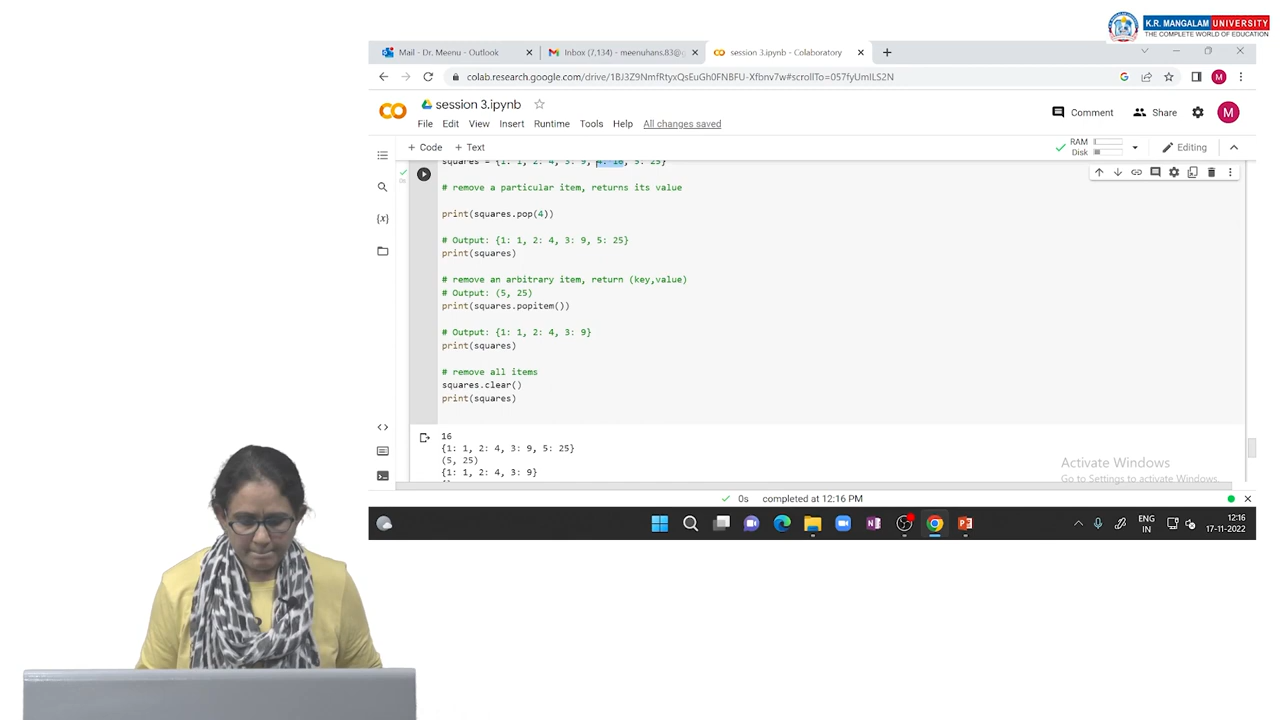 K.R. MANGALAM UNIVERSITY
THE COMPLETE WORLD OF EDUCATION
Mail - Dr. Meenu - Outlook
Inbox (7,134) - meenuhans.83@
session 3.ipynb - Colaboratory
colab.research.google.com/drive/1BJ3Z9NmfRtyxQsEuGh0FNBFU-Xfbnv7w#scrollTo=057fyUmILS2N
M
session 3.ipynb
Comment
Share
M
File Edit View Insert Runtime Tools Help All changes saved
+ Code + Text
RAM
Disk
Editing
squares = {1: 1, 2: 4, 3: 9, 4: 16, 5: 25}
# remove a particular item, returns its value
print(squares.pop(4))
# Output: {1: 1, 2: 4, 3: 9, 5: 25}
print(squares)
# remove an arbitrary item, return (key,value)
# Output: (5, 25)
print(squares.popitem())
# Output: {1: 1, 2: 4, 3: 9}
print(squares)
# remove all items
squares.clear()
print(squares)
16
{1: 1, 2: 4, 3: 9, 5: 25}
(5, 25)
{1: 1, 2: 4, 3: 9}
Activate Windows
Go to Settings to activate Windows.
0s completed at 12:16 PM
ENG
IN
12:16
17-11-2022